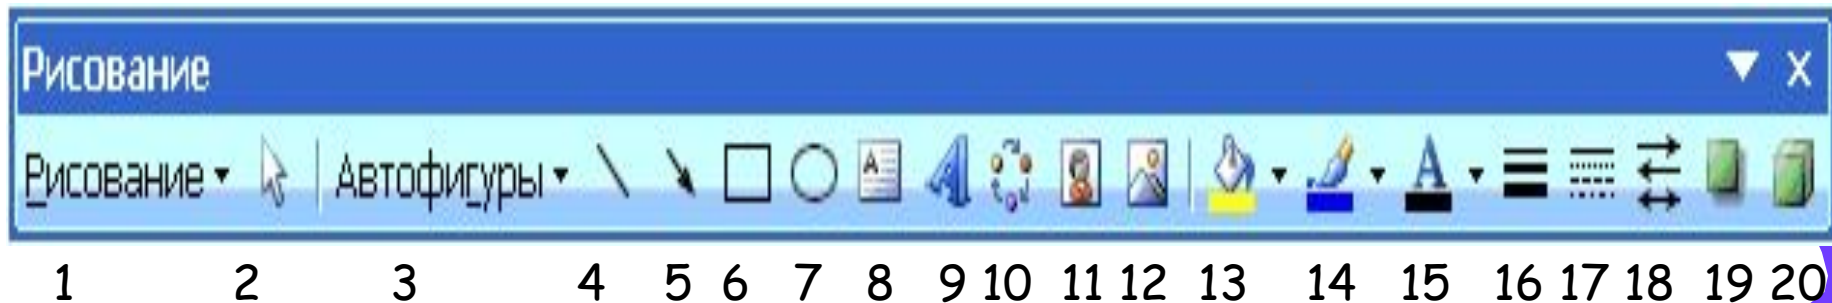 Рисование X
Рисование Автофигуры A A A
1 2 3 4 5 6 7 8 9 10 11 12 13 14 15 16 17 18 19 20